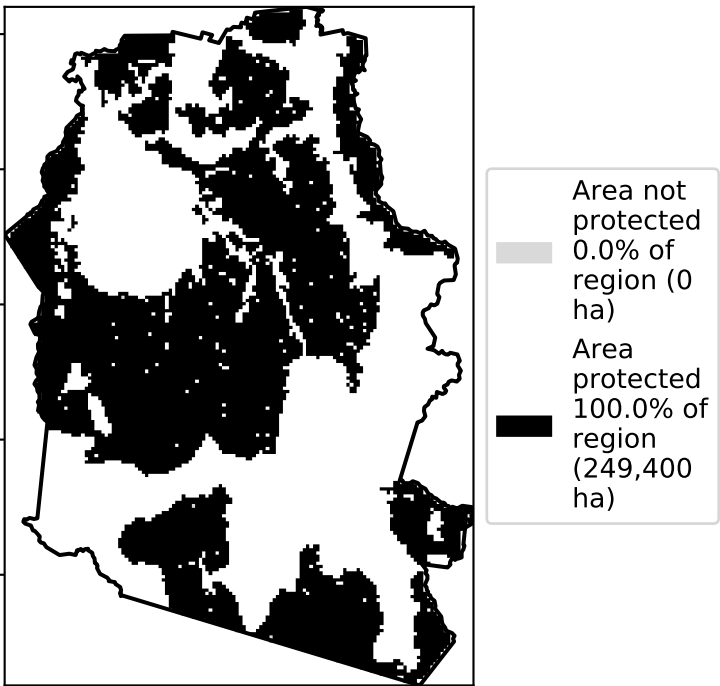 Area not
protected
0.0% of
region (0
ha)
Area
protected
100.0% of
region
(249,400
ha)